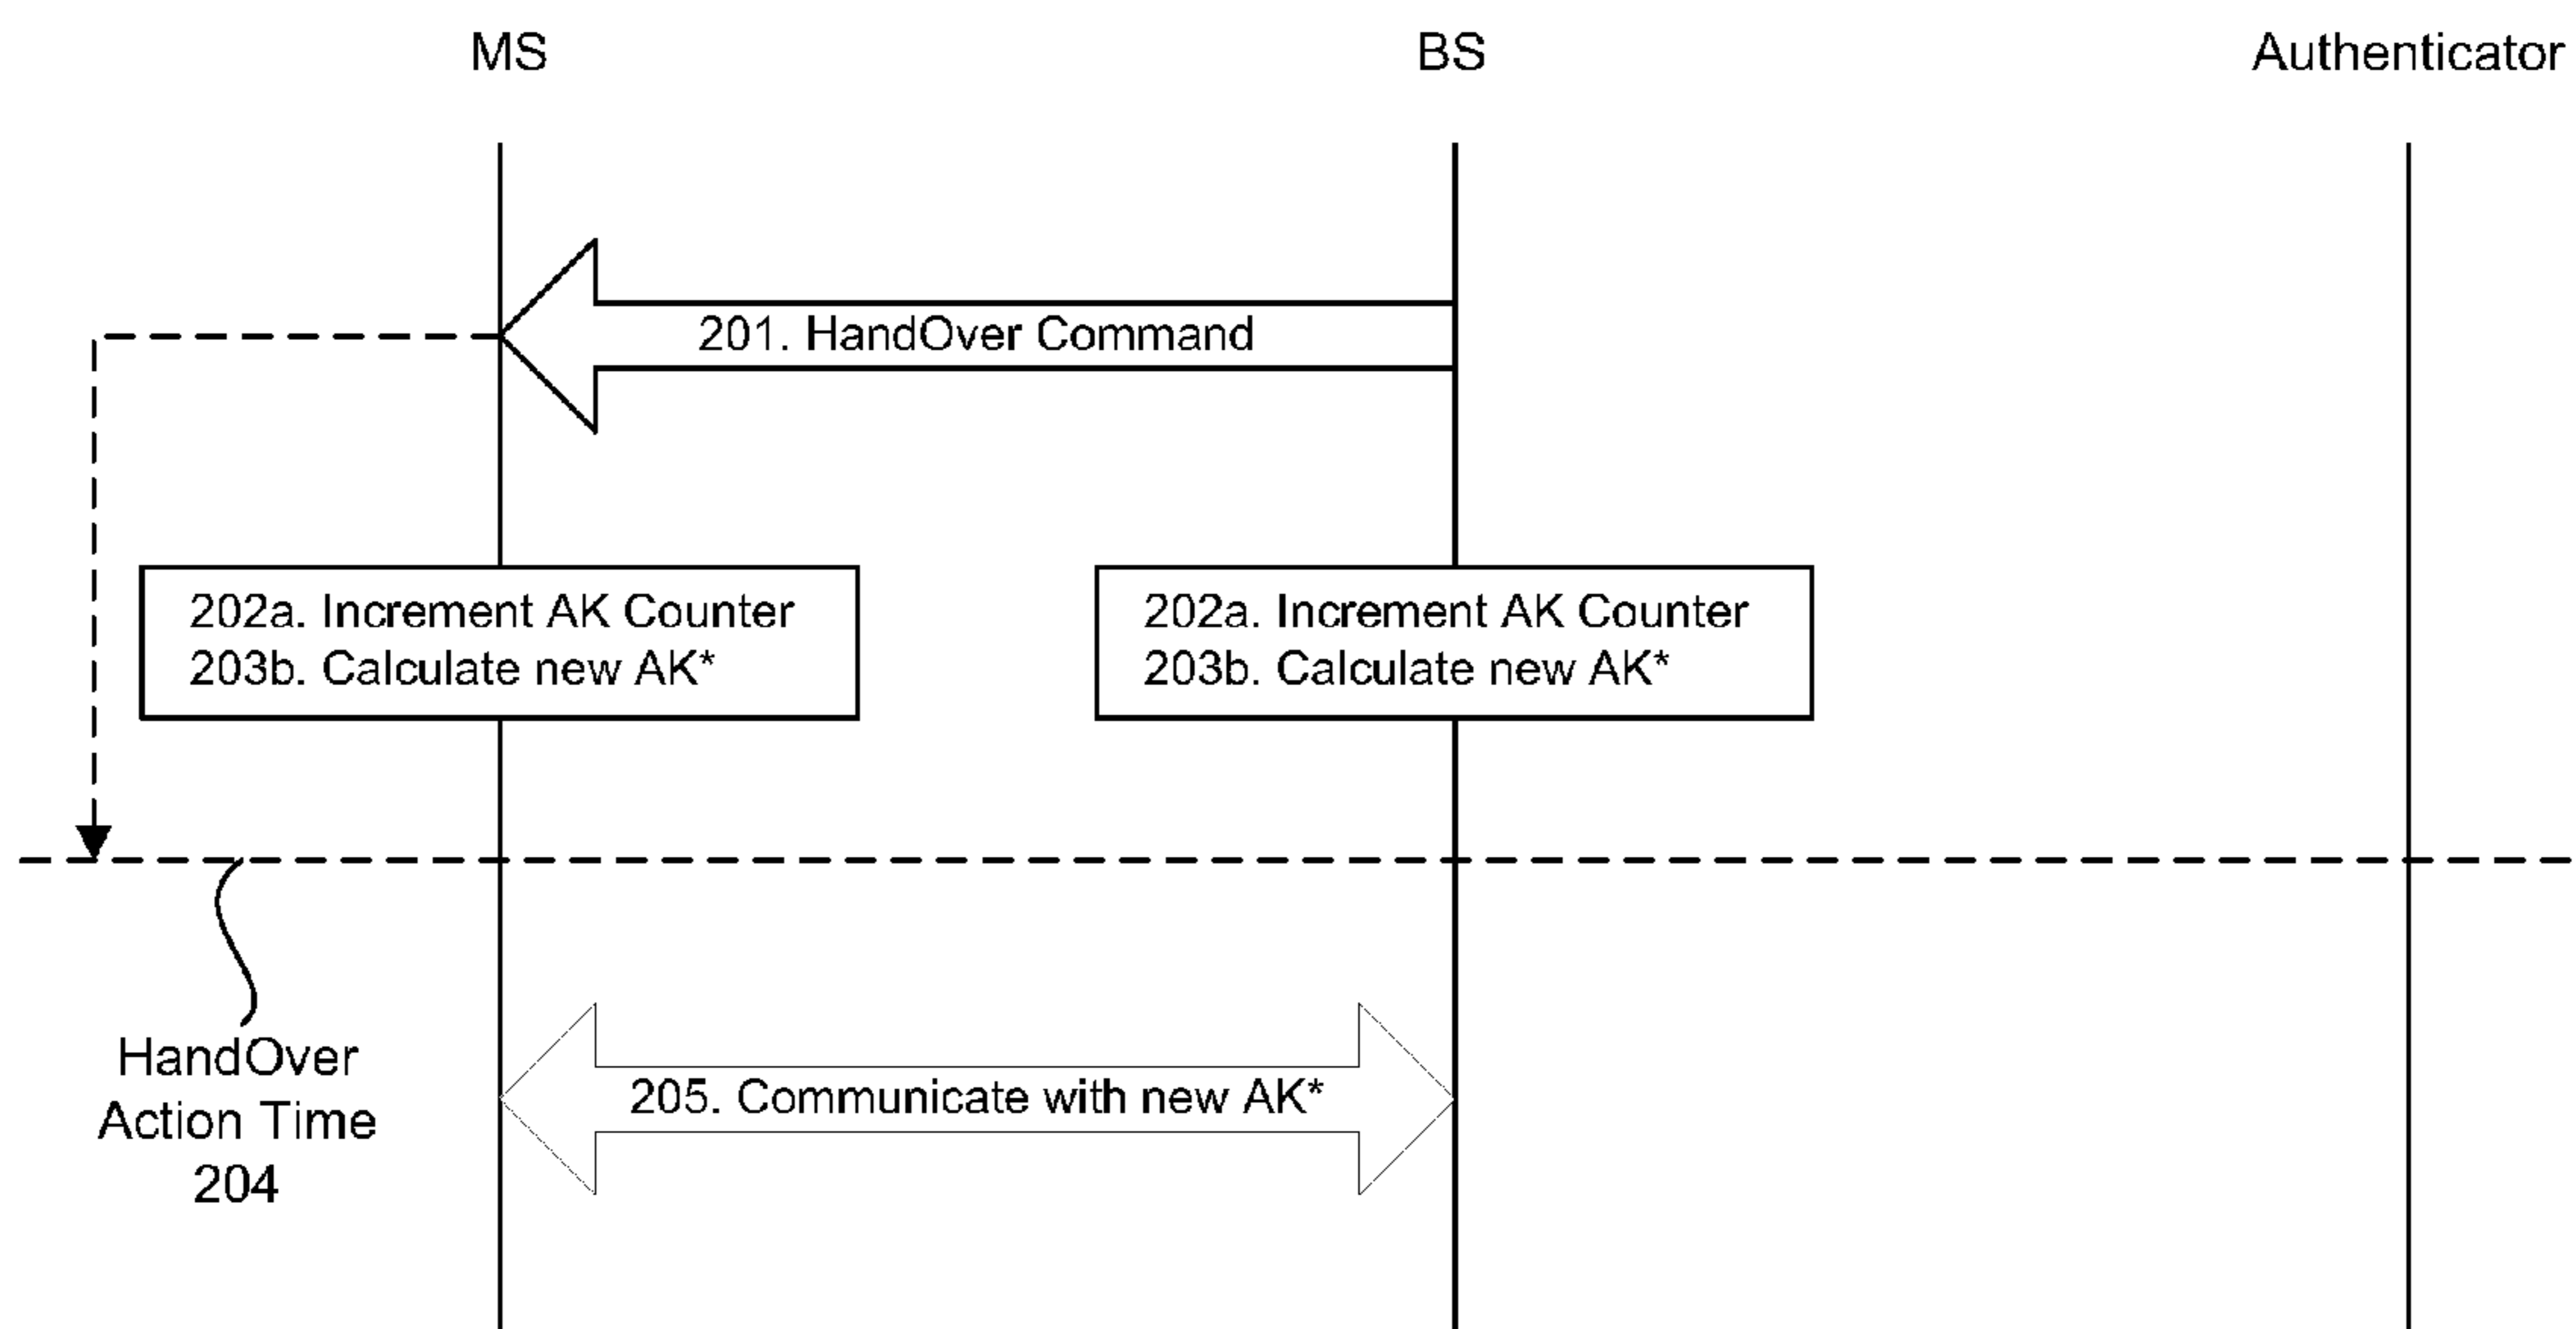 MS
BS
Authenticator
201. HandOver Command
202a. Increment AK Counter
203b. Calculate new AK*
202a. Increment AK Counter
203b. Calculate new AK*
HandOver
Action Time
204
205. Communicate with new AK*